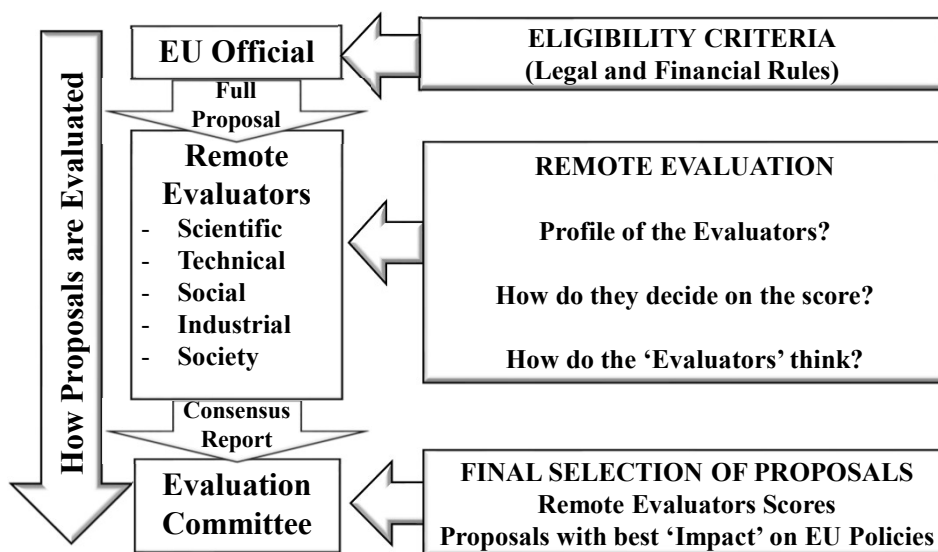 How Proposals are Evaluated
EU Official
ELIGIBILITY CRITERIA
(Legal and Financial Rules)
Full
Proposal
Remote
Evaluators
- Scientific
- Technical
- Social
- Industrial
- Society
REMOTE EVALUATION
Profile of the Evaluators?
How do they decide on the score?
How do the ‘Evaluators’ think?
Consensus
Report
Evaluation
Committee
FINAL SELECTION OF PROPOSALS
Remote Evaluators Scores
Proposals with best ‘Impact’ on EU Policies